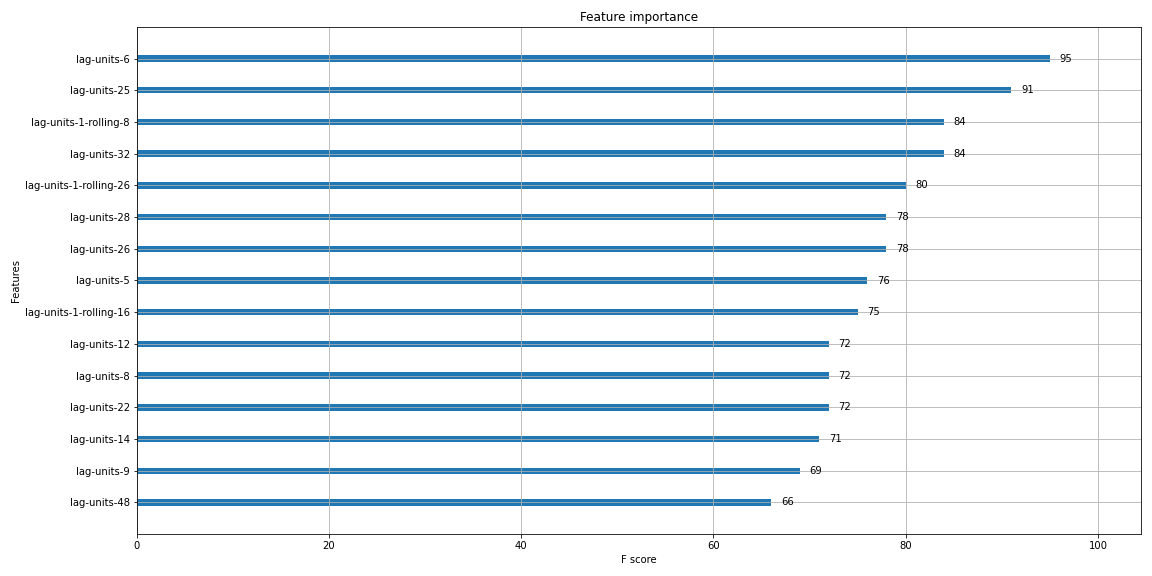 Feature importance
lag-units-6 95
lag-units-25 91
lag-units-1-rolling-8 84
lag-units-32 84
lag-units-1-rolling-26 80
lag-units-28 78
lag-units-26 78
lag-units-5 76
lag-units-1-rolling-16 75
lag-units-12 72
lag-units-8 72
lag-units-22 72
lag-units-14 71
lag-units-9 69
lag-units-48 66
Features
0 20 40 60 80 100
F score